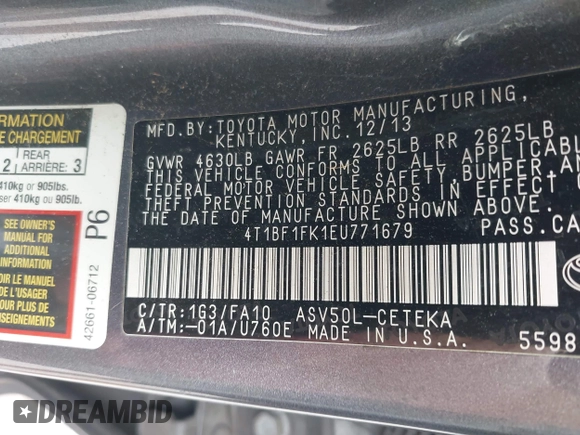 ORMATION
E CHARGEMENT
2 REAR ARRIÈRE: 3
410kg or 905lbs.
ser 410kg ou 905lb.
SEE OWNER'S
MANUAL FOR
ADDITIONAL
INFORMATION
VOIR LE MANUEL
DE L'USAGER
POUR PLUS DE
RENSEIGNEMENTS
P6
42661-06712
MFD.BY:TOYOTA MOTOR MANUFACTURING,
KENTUCKY, INC. 12/13
GVWR 4630LB GAWR FR 2625LB RR 2625LB
THIS VEHICLE CONFORMS TO ALL APPLICABL
FEDERAL MOTOR VEHICLE SAFETY, BUMPER, AN
THEFT PREVENTION STANDARDS IN EFFECT O
THE DATE OF MANUFACTURE SHOWN ABOVE.
4T1BF1FK1EU771679 PASS.CA
C/TR:1G3/FA10 ASV50L-CETEKA
A/TM:-01A/U760E MADE IN U.S.A. 5598
DREAMBID